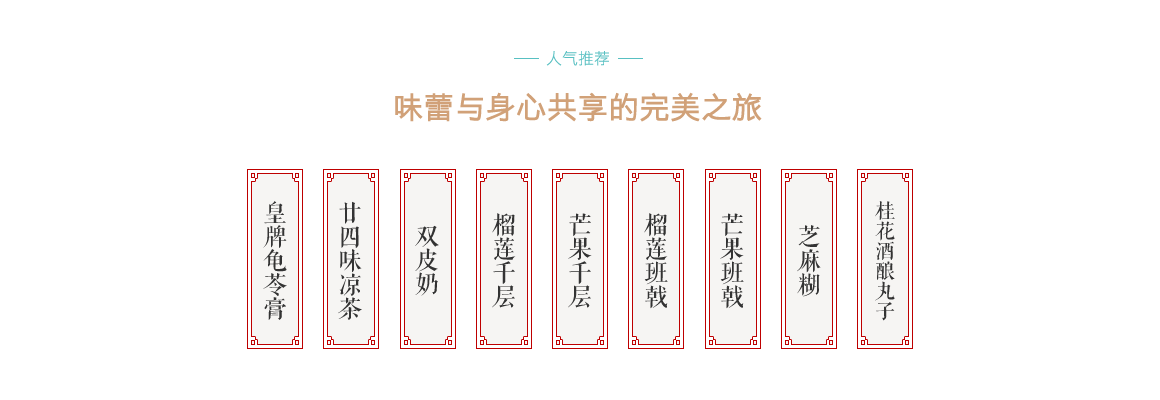 人气推荐
味蕾与身心共享的完美之旅
皇牌龟苓膏
廿四味凉茶
双皮奶
榴莲千层
芒果千层
榴莲班戟
芒果班戟
芝麻糊
桂花酒酿丸子